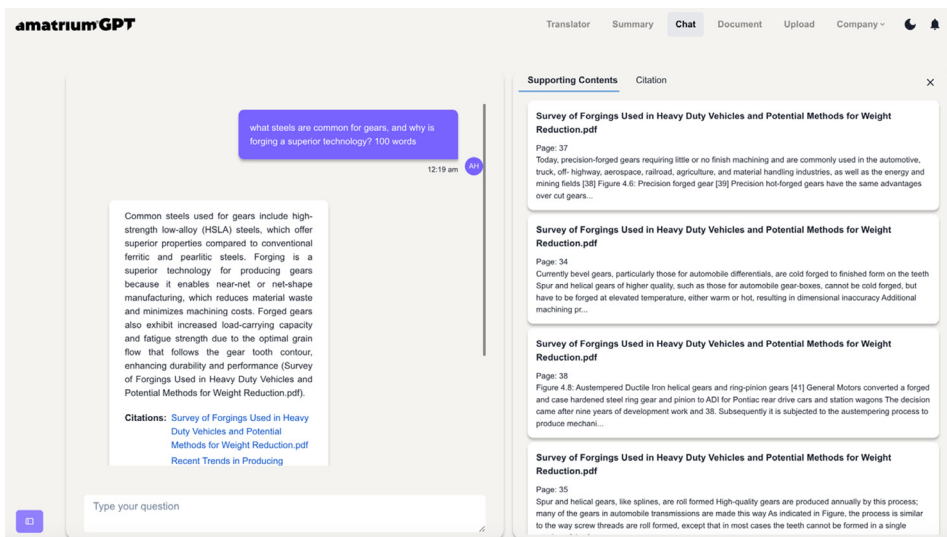 amatrium GPT
Translator Summary Chat Document Upload Company
what steels are common for gears, and why is
forging a superior technology? 100 words
12:19 am
AH
Common steels used for gears include high-
strength low-alloy (HSLA) steels, which offer
superior properties compared to conventional
ferritic and pearlitic steels. Forging is a
superior technology for producing gears
because it enables near-net or net-shape
manufacturing, which reduces material waste
and minimizes machining costs. Forged gears
also exhibit increased load-carrying capacity
and fatigue strength due to the optimal grain
flow that follows the gear tooth contour,
enhancing durability and performance (Survey
of Forgings Used in Heavy Duty Vehicles and
Potential Methods for Weight Reduction.pdf).
Citations: Survey of Forgings Used in Heavy
Duty Vehicles and Potential
Methods for Weight Reduction.pdf
Recent Trends in Producing
Type your question
Supporting Contents Citation
Survey of Forgings Used in Heavy Duty Vehicles and Potential Methods for Weight
Reduction.pdf
Page: 37
Today, precision-forged gears requiring little or no finish machining and are commonly used in the automotive,
truck, off- highway, aerospace, railroad, agriculture, and material handling industries, as well as the energy and
mining fields [38] Figure 4.6: Precision forged gear [39] Precision hot-forged gears have the same advantages
over cut gears...
Survey of Forgings Used in Heavy Duty Vehicles and Potential Methods for Weight
Reduction.pdf
Page: 34
Currently bevel gears, particularly those for automobile differentials, are cold forged to finished form on the teeth
Spur and helical gears of higher quality, such as those for automobile gear-boxes, cannot be cold forged, but
have to be forged at elevated temperature, either warm or hot, resulting in dimensional inaccuracy Additional
machining pr...
Survey of Forgings Used in Heavy Duty Vehicles and Potential Methods for Weight
Reduction.pdf
Page: 38
Figure 4.8: Austempered Ductile Iron helical gears and ring-pinion gears [41] General Motors converted a forged
and case hardened steel ring gear and pinion to ADI for Pontiac rear drive cars and station wagons The decision
came after nine years of development work and 38. Subsequently it is subjected to the austempering process to
produce mechani...
Survey of Forgings Used in Heavy Duty Vehicles and Potential Methods for Weight
Reduction.pdf
Page: 35
Spur and helical gears, like splines, are roll formed High-quality gears are produced annually by this process;
many of the gears in automobile transmissions are made this way As indicated in Figure, the process is similar
to the way screw threads are roll formed, except that in most cases the teeth cannot be formed in a single